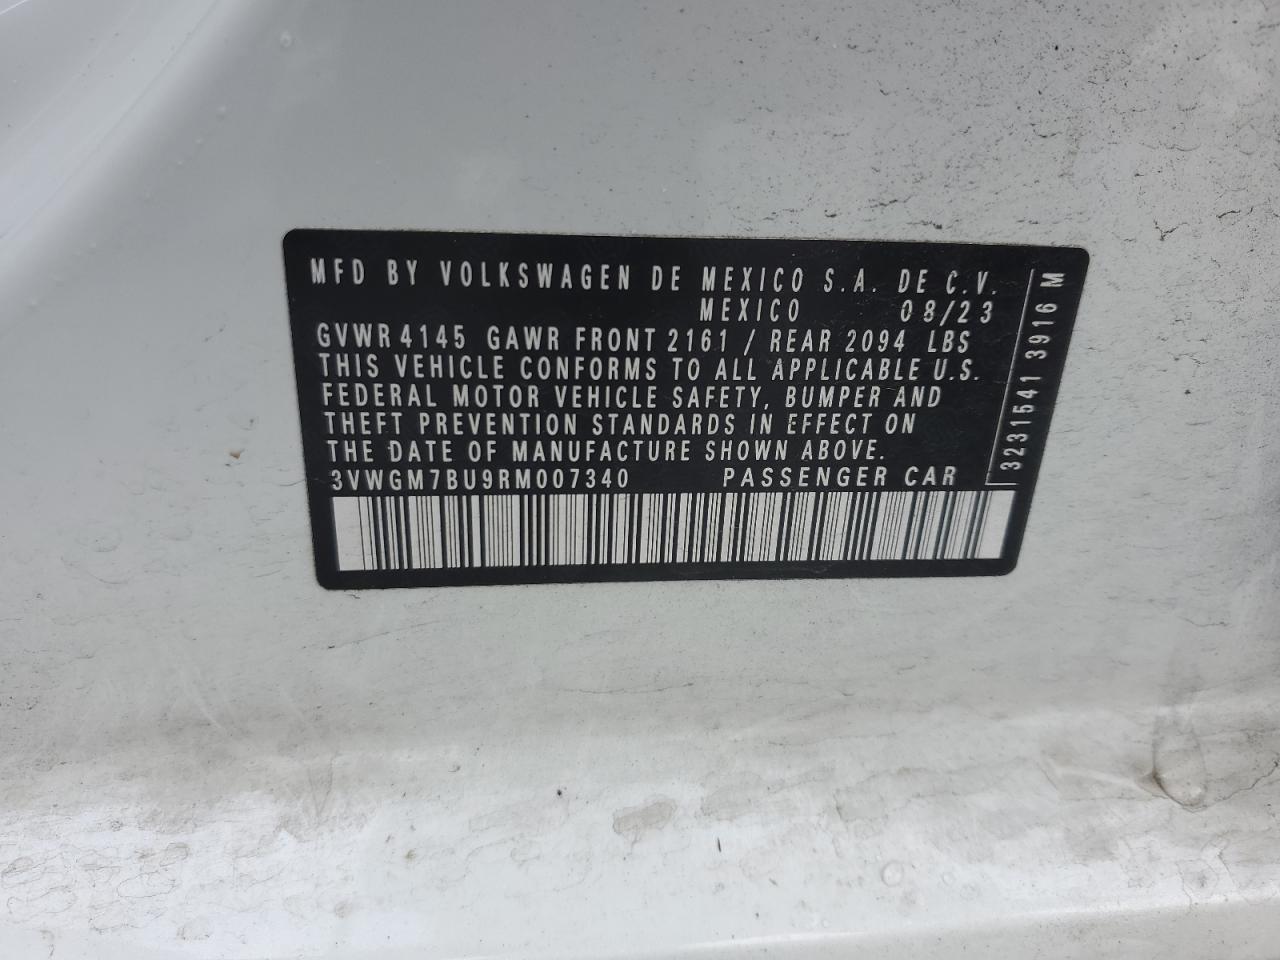 MFD BY VOLKSWAGEN DE MEXICO S.A. DE C.V.
MEXICO 08/23
GVWR 4145 GAWR FRONT 2161 / REAR 2094 LBS
THIS VEHICLE CONFORMS TO ALL APPLICABLE U.S.
FEDERAL MOTOR VEHICLE SAFETY, BUMPER AND
THEFT PREVENTION STANDARDS IN EFFECT ON
THE DATE OF MANUFACTURE SHOWN ABOVE.
3VWGM7BU9RM007340 PASSENGER CAR
3231541 3916 M